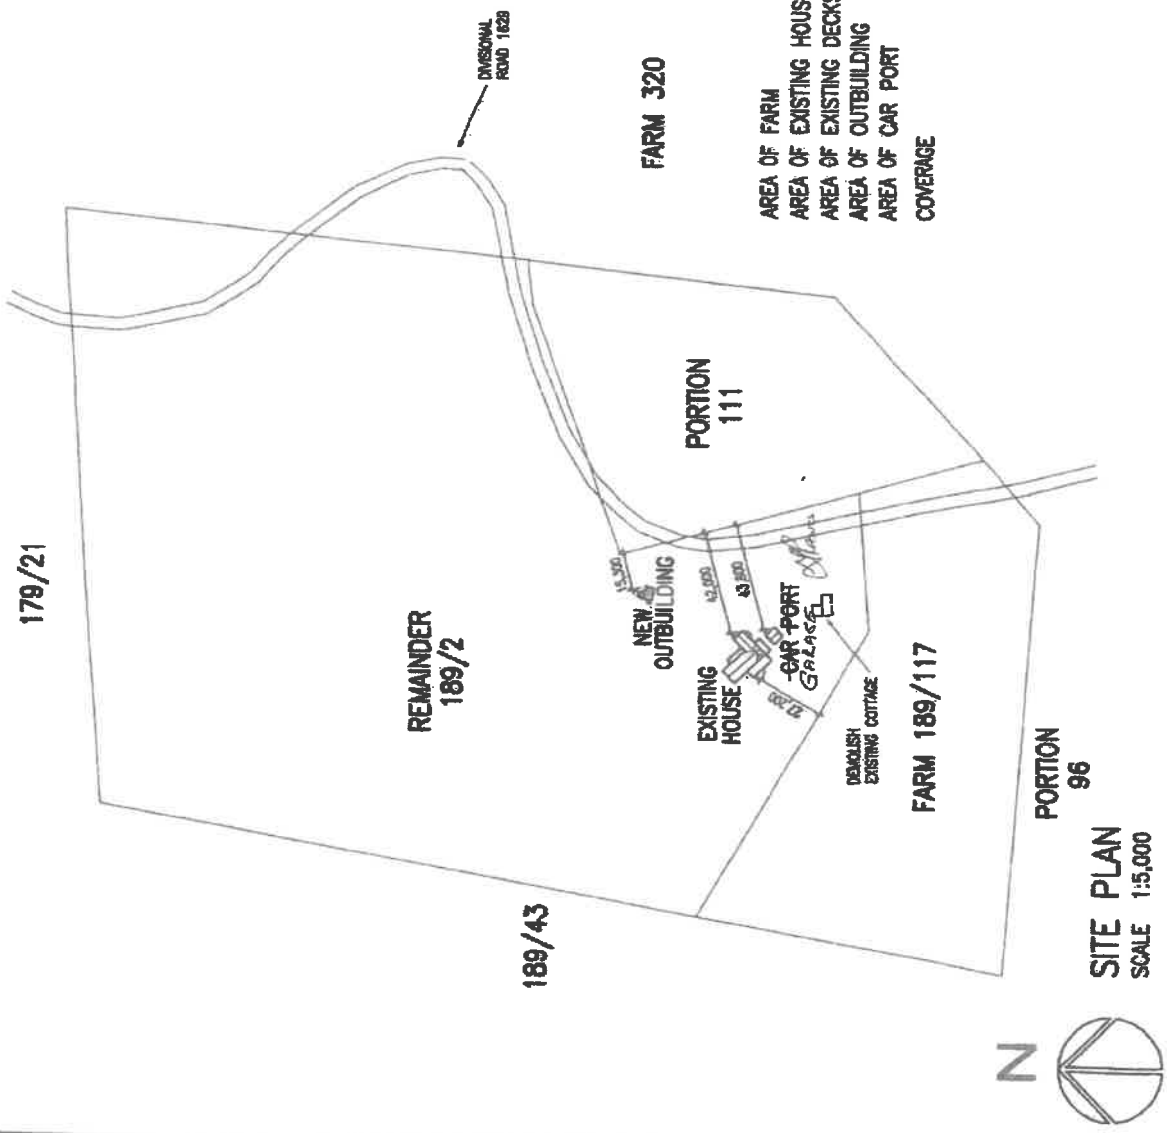 179/21
DIVISIONAL
ROAD 1629
FARM 320
REMAINDER
189/2
PORTION
111
AREA OF FARM
AREA OF EXISTING HOUS
AREA OF EXISTING DECKS
AREA OF OUTBUILDING
AREA OF CAR PORT
COVERAGE
15,300
NEW
OUTBUILDING
42,000
43,800
EXISTING
HOUSE
CAR PORT
GARAGE
27,200
DEMOLISH
EXISTING COTTAGE
FARM 189/117
189/43
PORTION
96
SITE PLAN
SCALE 1:5,000
N